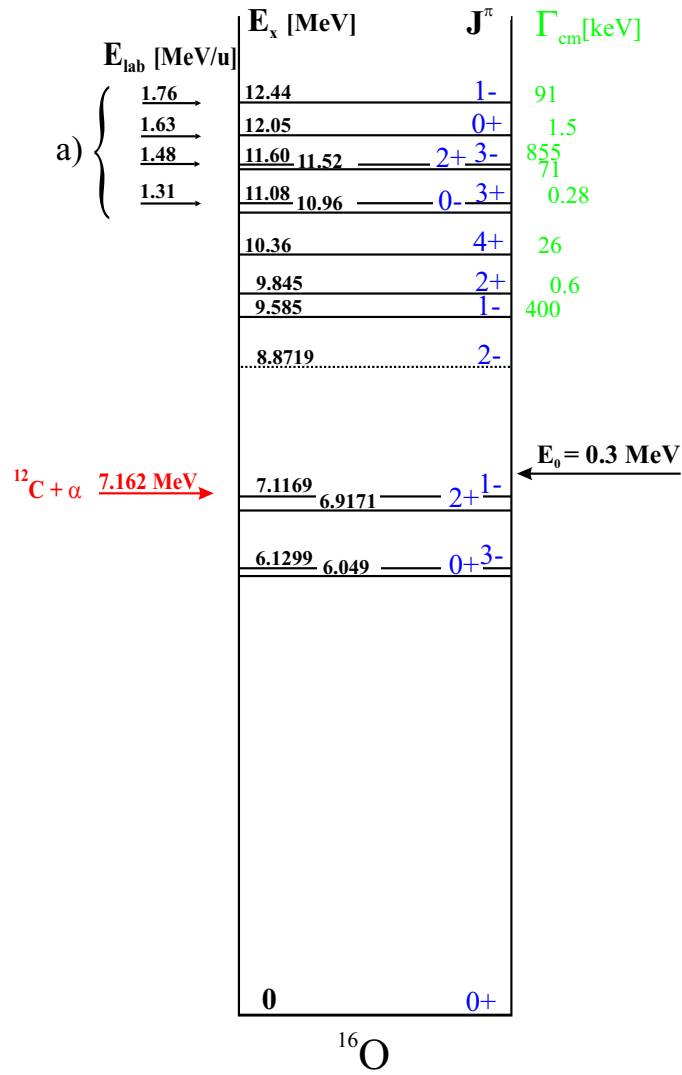 E_x [MeV] J^π Γ_cm[keV]
E_lab [MeV/u]
a)
1.76 12.44 1- 91
1.63 12.05 0+ 1.5
1.48 11.60 11.52 2+ 3- 855
71
1.31 11.08 10.96 0- 3+ 0.28
10.36 4+ 26
9.845 2+ 0.6
9.585 1- 400
8.8719 2-
E_0 = 0.3 MeV
^12C + α 7.162 MeV 7.1169 1-
6.9171 2+
6.1299 3-
6.049 0+
0 0+
^16O